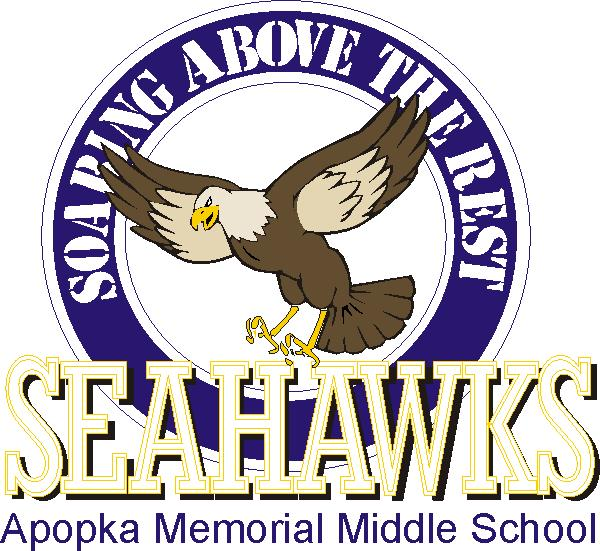 SOARING ABOVE THE REST
SEAHAWKS
Apopka Memorial Middle School